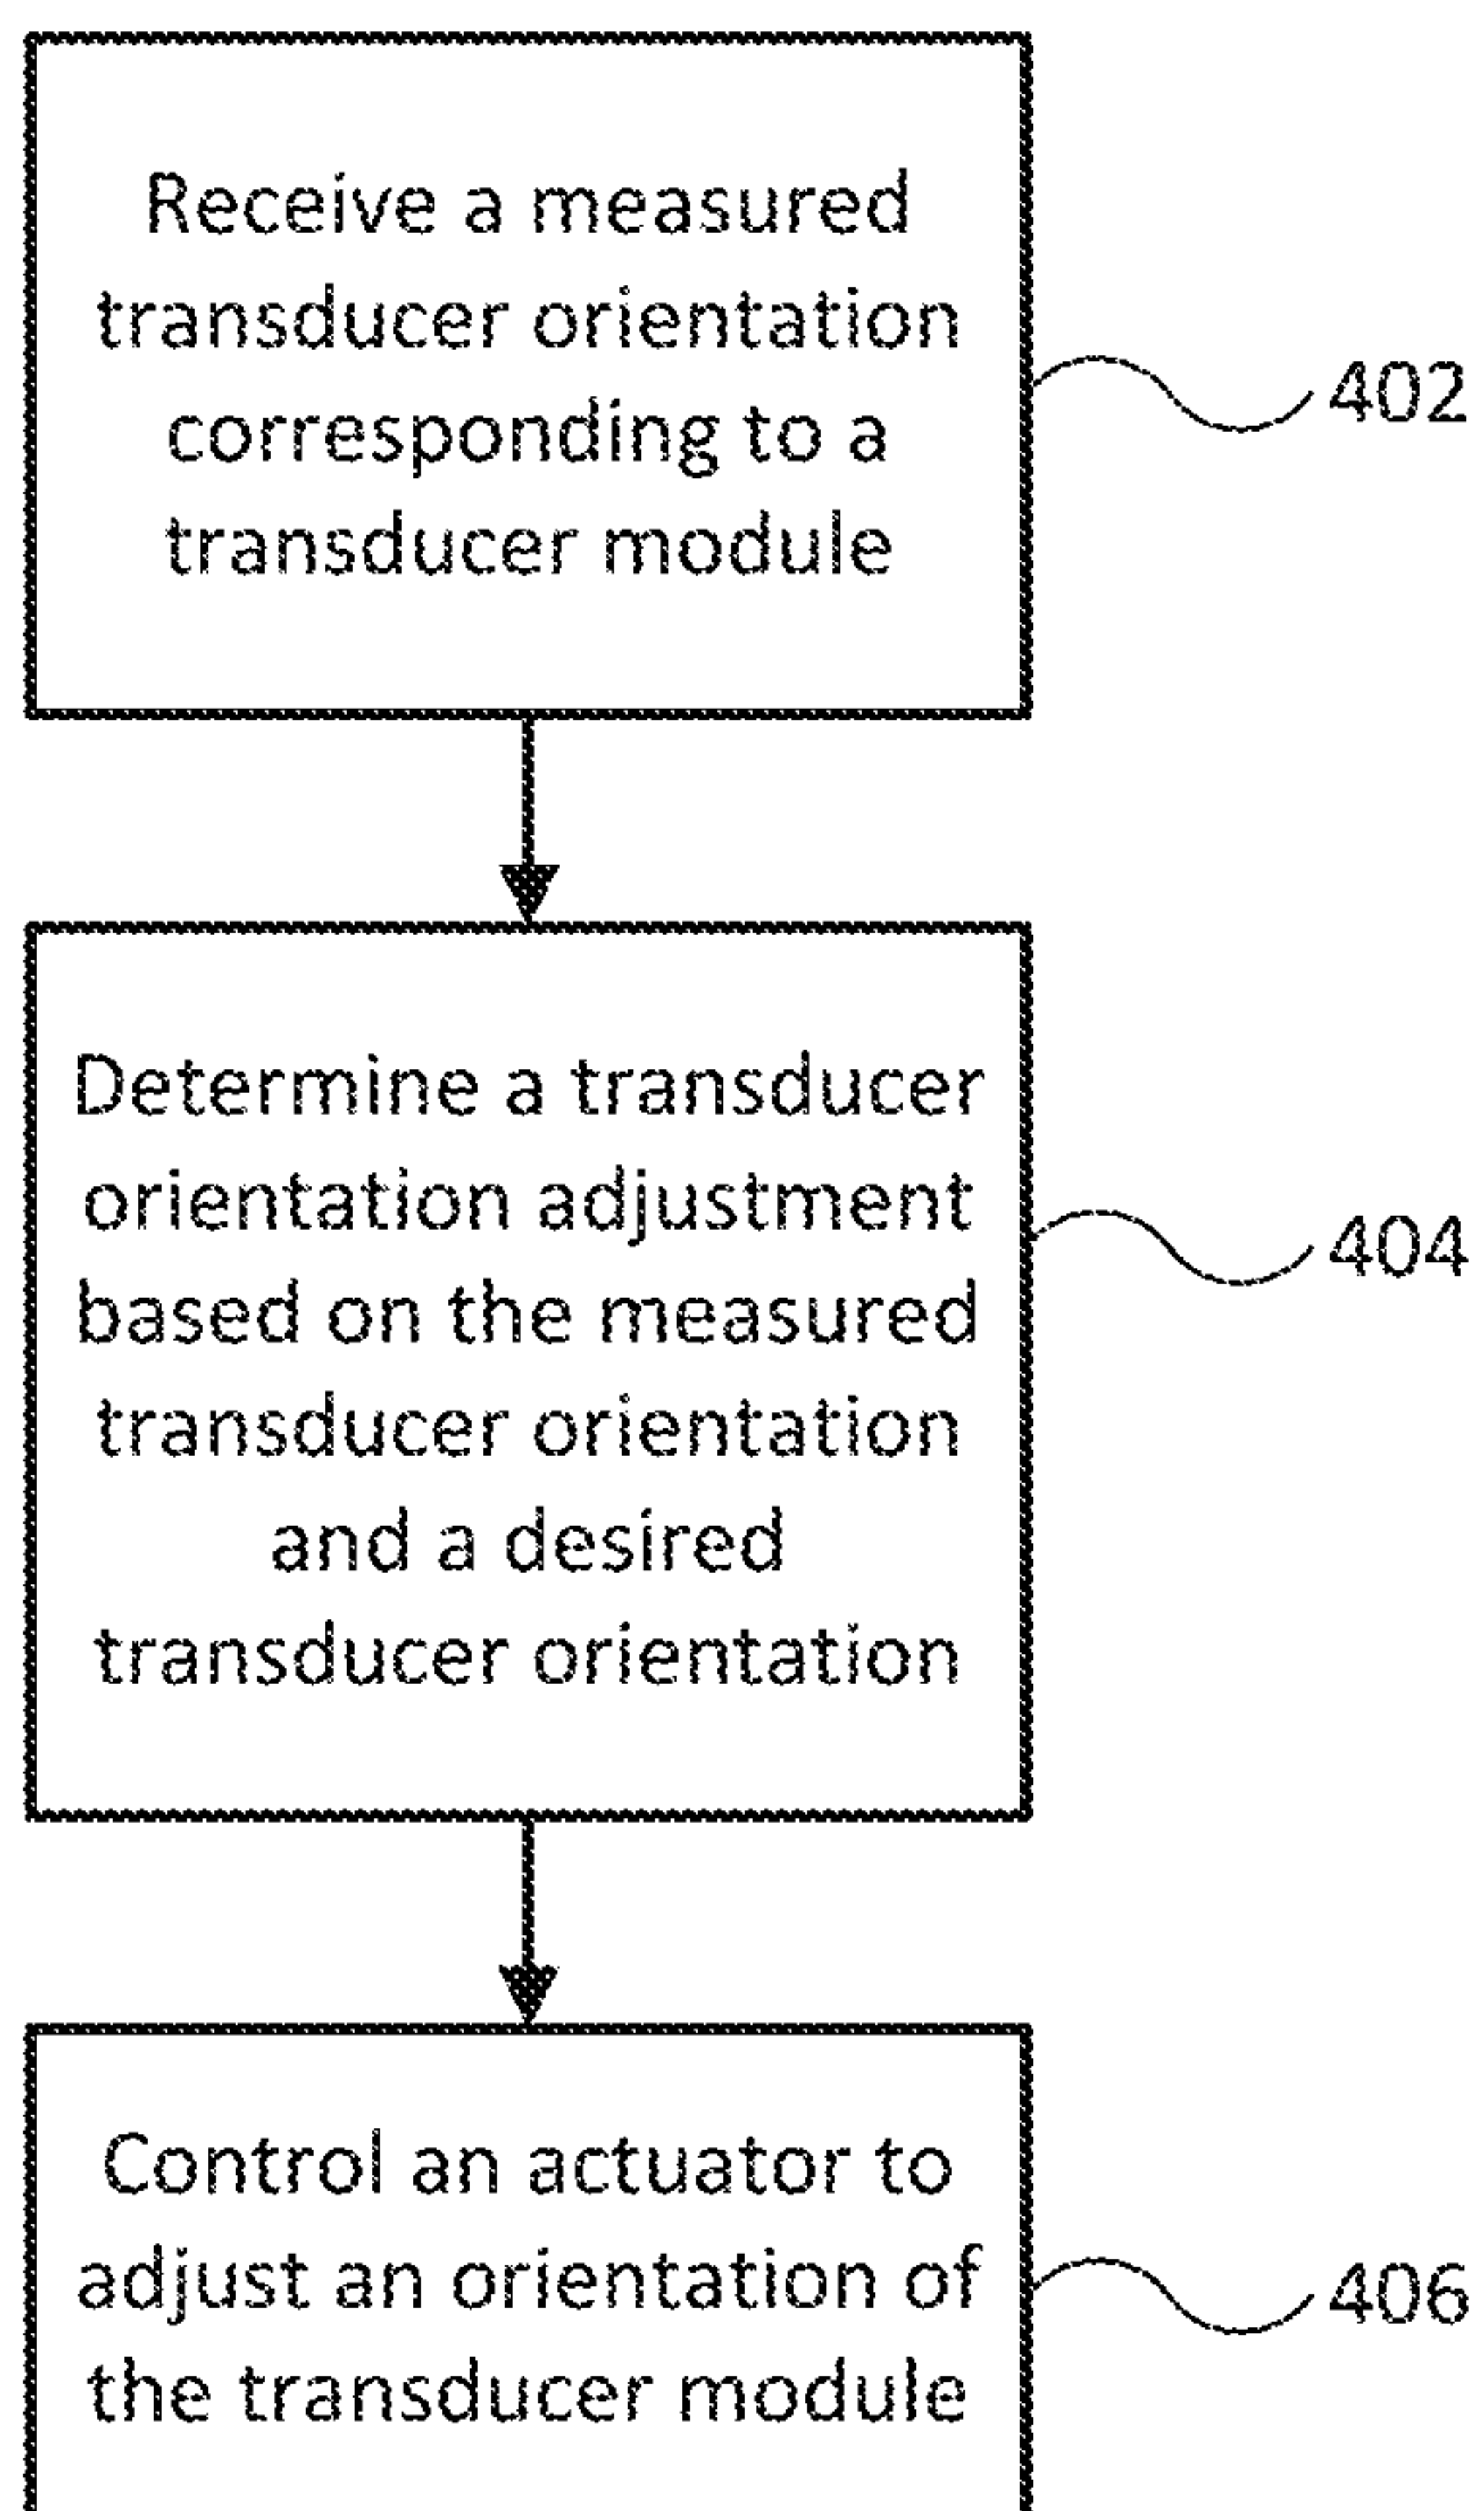 Receive a measured
transducer orientation
corresponding to a
transducer module
402
Determine a transducer
orientation adjustment
based on the measured
transducer orientation
and a desired
transducer orientation
404
Control an actuator to
adjust an orientation of
the transducer module
406